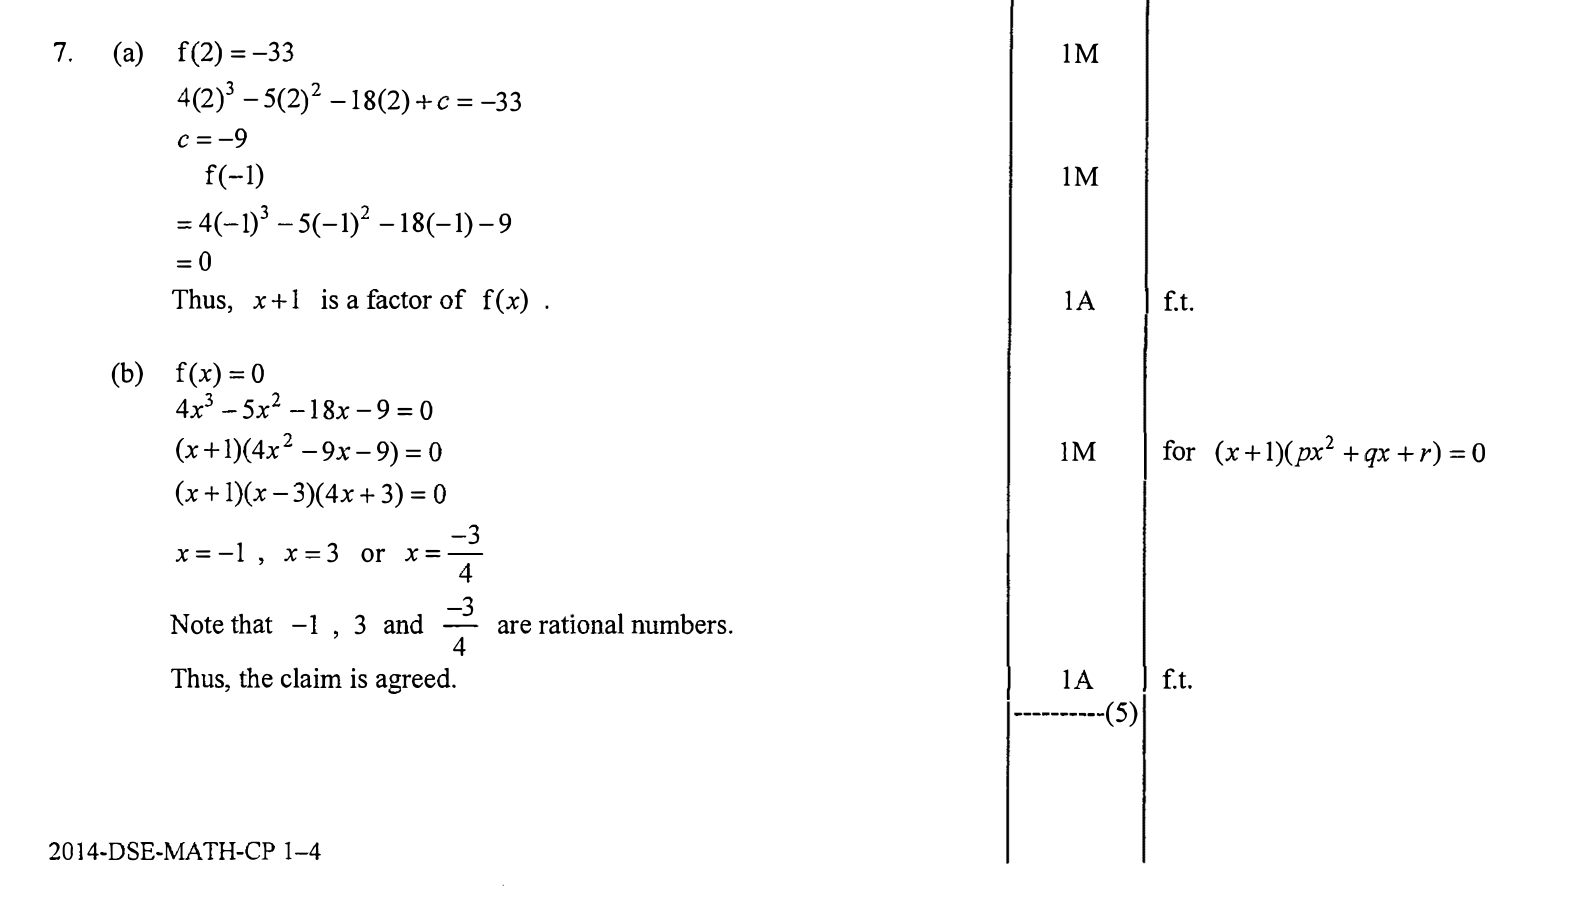 7. (a) f(2) = −33 1M
4(2)³ − 5(2)² − 18(2) + c = −33
c = −9
f(−1) 1M
= 4(−1)³ − 5(−1)² − 18(−1) − 9
= 0
Thus, x+1 is a factor of f(x) . 1A f.t.
(b) f(x) = 0
4x³ − 5x² − 18x − 9 = 0
(x+1)(4x² − 9x − 9) = 0 1M for (x+1)(px² + qx + r) = 0
(x+1)(x−3)(4x+3) = 0
x = −1 , x = 3 or x = −3/4
Note that −1 , 3 and −3/4 are rational numbers.
Thus, the claim is agreed. 1A f.t.
----------(5)
2014-DSE-MATH-CP 1–4